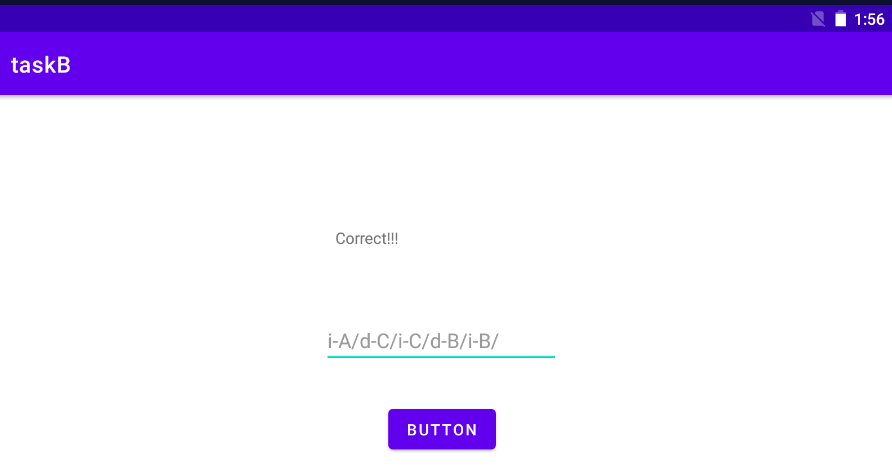 1:56
taskB
Correct!!!
i-A/d-C/i-C/d-B/i-B/
BUTTON